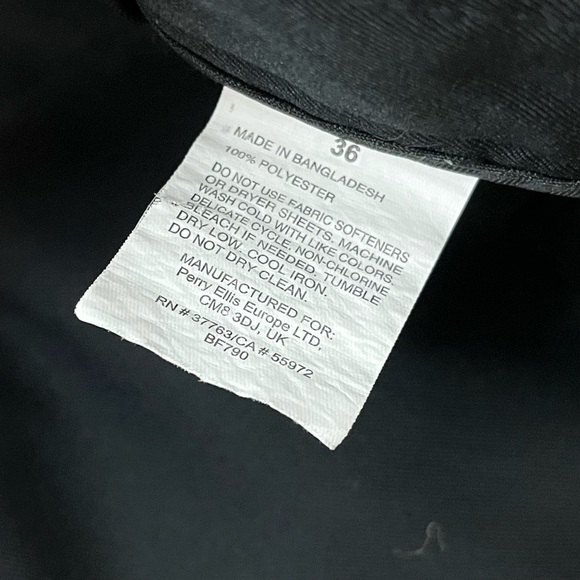 36
MADE IN BANGLADESH
100% POLYESTER
DO NOT USE FABRIC SOFTENERS
OR DRYER SHEETS. MACHINE
WASH COLD WITH LIKE COLORS.
DELICATE CYCLE. NON-CHLORINE
BLEACH IF NEEDED. TUMBLE
DRY LOW. COOL IRON.
DO NOT DRY CLEAN.
MANUFACTURED FOR:
Perry Ellis Europe LTD,
CM8 3DJ, UK
RN # 37763/CA # 55972
BF790